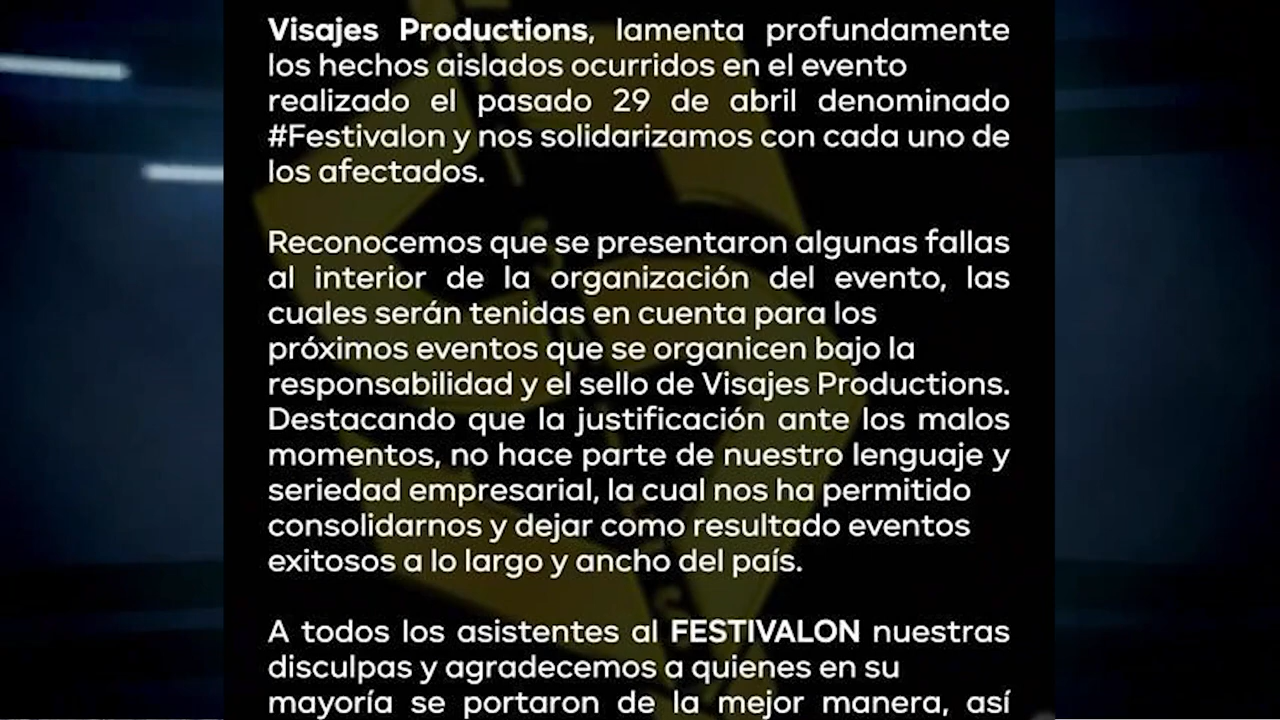 Visajes Productions, lamenta profundamente
los hechos aislados ocurridos en el evento
realizado el pasado 29 de abril denominado
#Festivalon y nos solidarizamos con cada uno de
los afectados.
Reconocemos que se presentaron algunas fallas
al interior de la organización del evento, las
cuales serán tenidas en cuenta para los
próximos eventos que se organicen bajo la
responsabilidad y el sello de Visajes Productions.
Destacando que la justificación ante los malos
momentos, no hace parte de nuestro lenguaje y
seriedad empresarial, la cual nos ha permitido
consolidarnos y dejar como resultado eventos
exitosos a lo largo y ancho del país.
A todos los asistentes al FESTIVALON nuestras
disculpas y agradecemos a quienes en su
mayoría se portaron de la mejor manera, así